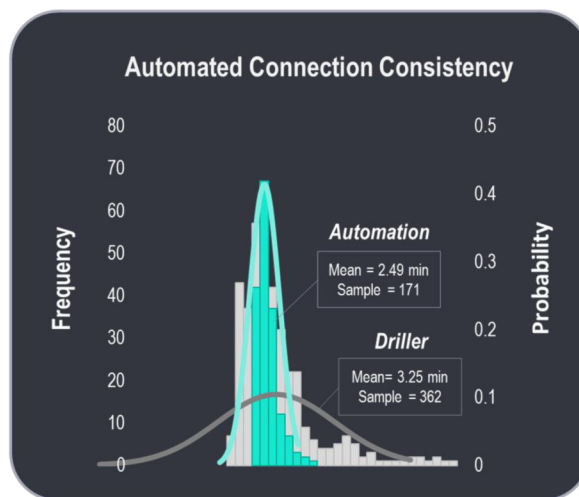 Automated Connection Consistency
80
70
60
50
40
30
20
10
0
Frequency
Automation
Mean = 2.49 min
Sample = 171
Driller
Mean= 3.25 min
Sample = 362
0.5
0.4
0.3
0.2
0.1
0
Probability